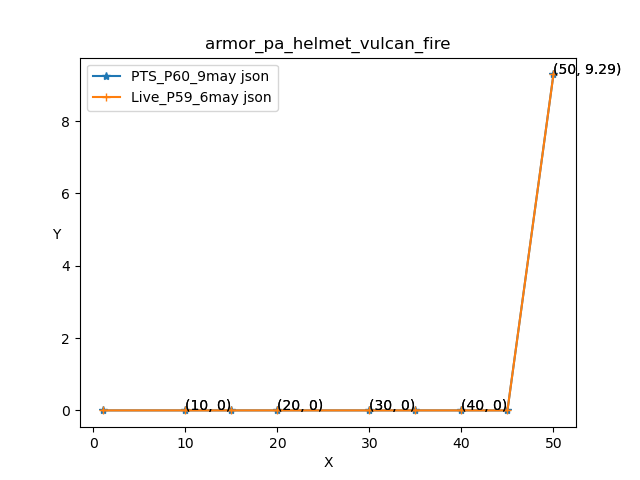 armor_pa_helmet_vulcan_fire
PTS_P60_9may json
Live_P59_6may json
(50, 9.29)
8
6
Y
4
2
0
(10, 0) (20, 0) (30, 0) (40, 0)
0 10 20 30 40 50
X